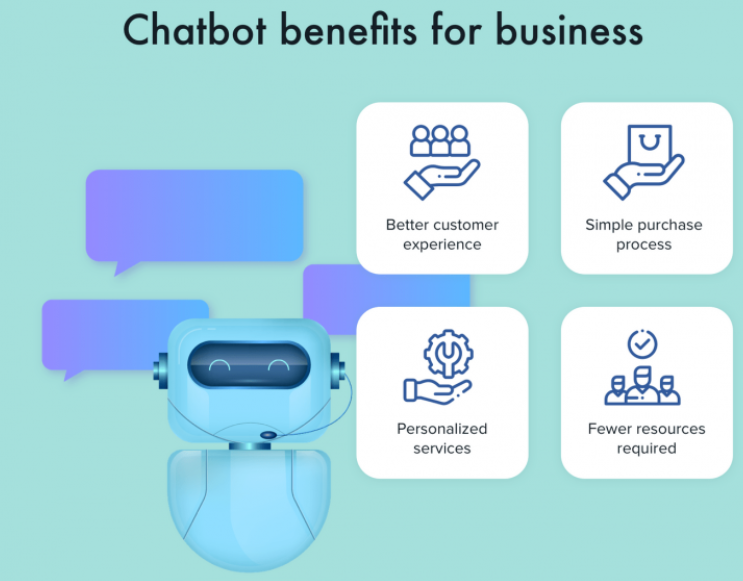 Chatbot benefits for business
Better customer
experience
Simple purchase
process
Personalized
services
Fewer resources
required